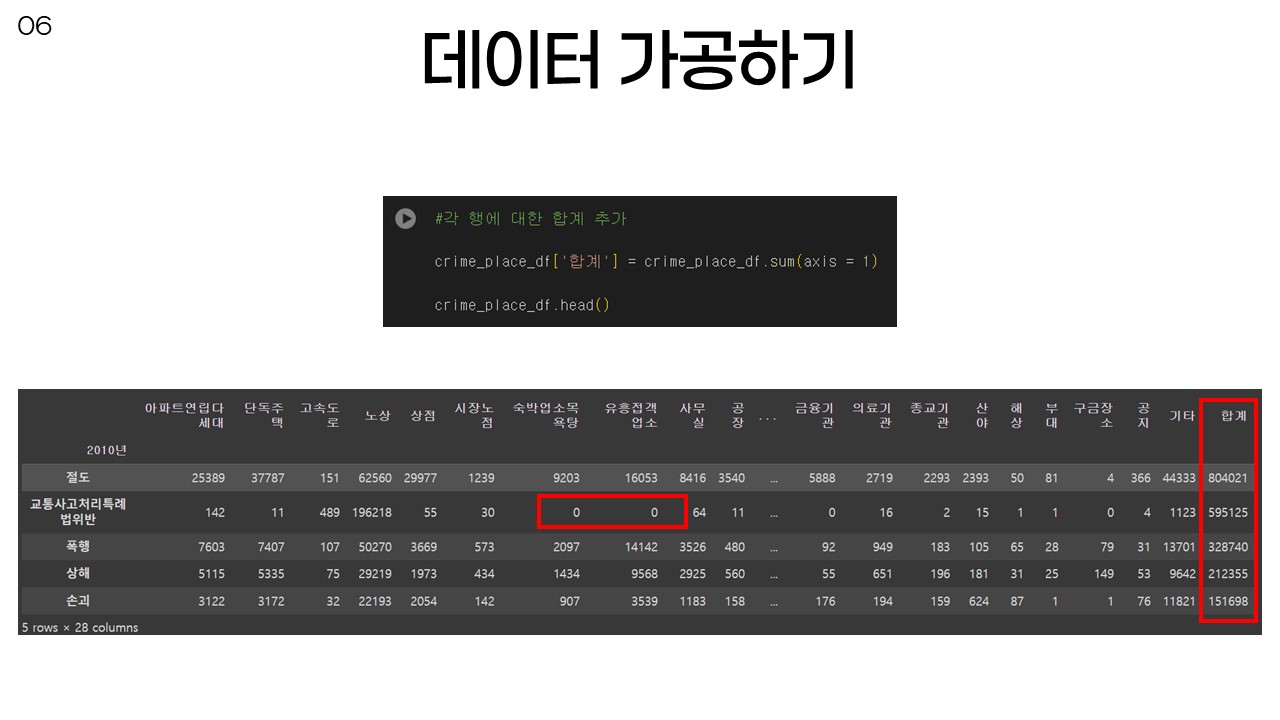 06
데이터 가공하기
#각 행에 대한 합계 추가
crime_place_df['합계'] = crime_place_df.sum(axis = 1)
crime_place_df.head()
아파트연립다세대 단독주택 고속도로 노상 상점 시장노점 숙박업소목욕탕 유흥접객업소 사무실 공장 ... 금융기관 의료기관 종교기관 산야 해상 부대 구금장소 공지 기타 합계
2010년
절도 25389 37787 151 62560 29977 1239 9203 16053 8416 3540 ... 5888 2719 2293 2393 50 81 4 366 44333 804021
교통사고처리특례법위반 142 11 489 196218 55 30 0 0 64 11 ... 0 16 2 15 1 1 0 4 1123 595125
폭행 7603 7407 107 50270 3669 573 2097 14142 3526 480 ... 92 949 183 105 65 28 79 31 13701 328740
상해 5115 5335 75 29219 1973 434 1434 9568 2925 560 ... 55 651 196 181 31 25 149 53 9642 212355
손괴 3122 3172 32 22193 2054 142 907 3539 1183 158 ... 176 194 159 624 87 1 1 76 11821 151698
5 rows × 28 columns